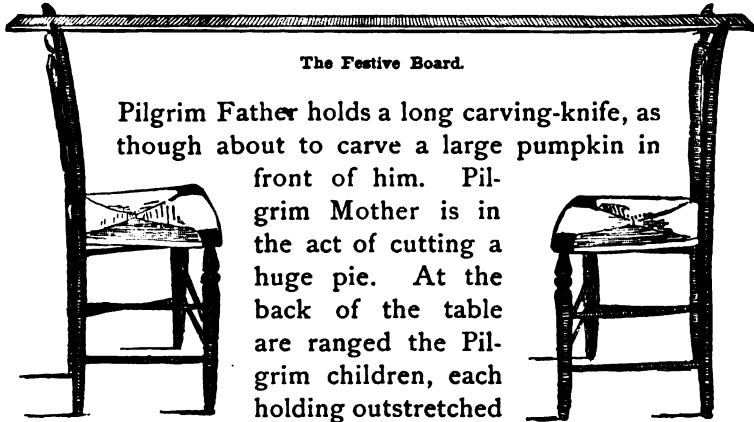 The Festive Board.
Pilgrim Father holds a long carving-knife, as
though about to carve a large pumpkin in
front of him. Pil-
grim Mother is in
the act of cutting a
huge pie. At the
back of the table
are ranged the Pil-
grim children, each
holding outstretched